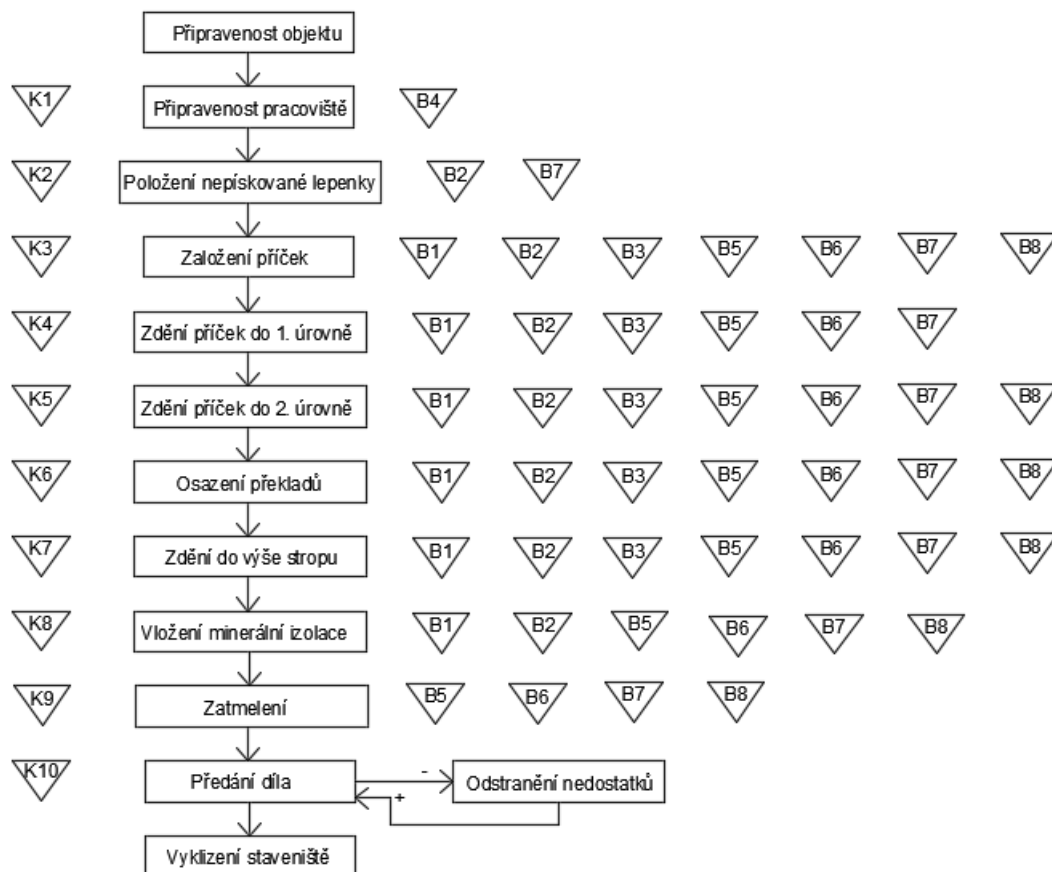 Připravenost objektu
K1 Připravenost pracoviště B4
K2 Položení nepískované lepenky B2 B7
K3 Založení příček B1 B2 B3 B5 B6 B7 B8
K4 Zdění příček do 1. úrovně B1 B2 B3 B5 B6 B7
K5 Zdění příček do 2. úrovně B1 B2 B3 B5 B6 B7 B8
K6 Osazení překladů B1 B2 B3 B5 B6 B7 B8
K7 Zdění do výše stropu B1 B2 B3 B5 B6 B7 B8
K8 Vložení minerální izolace B1 B2 B5 B6 B7 B8
K9 Zatmelení B5 B6 B7 B8
K10 Předání díla - + Odstranění nedostatků
Vyklizení staveniště